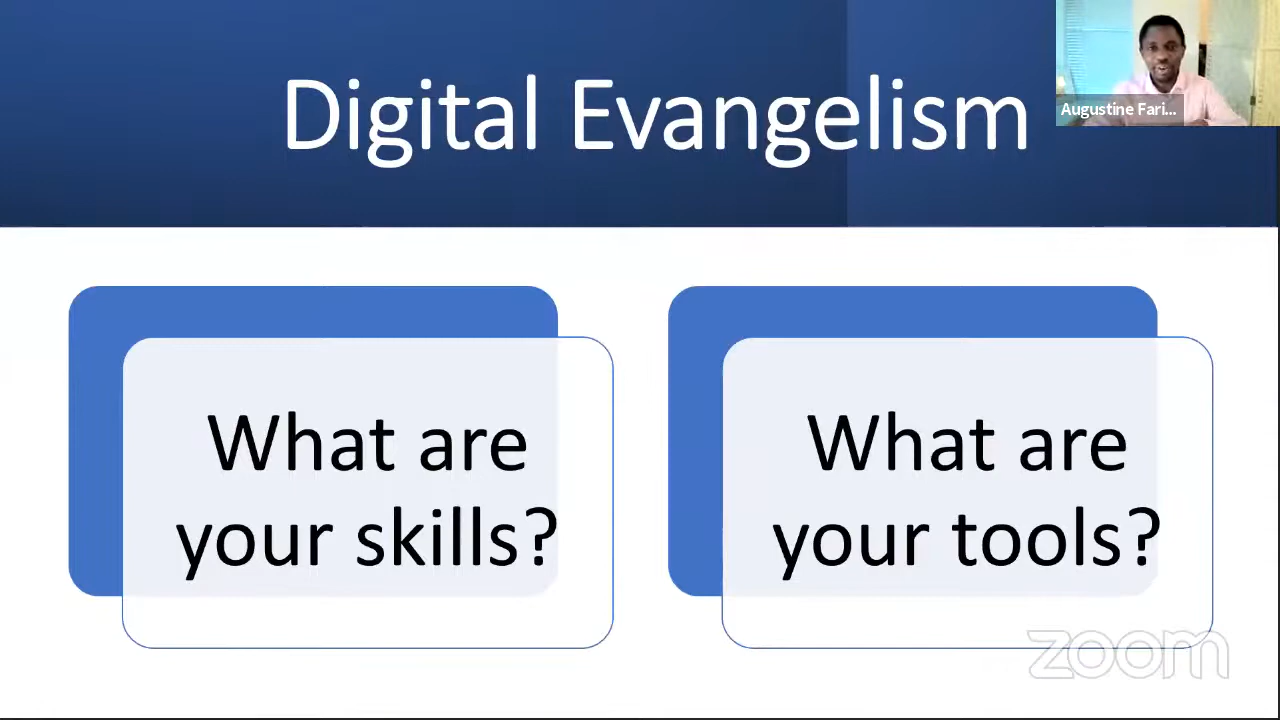 Digital Evangelism
Augustine Fari...
What are
your skills?
What are
your tools?
zoom